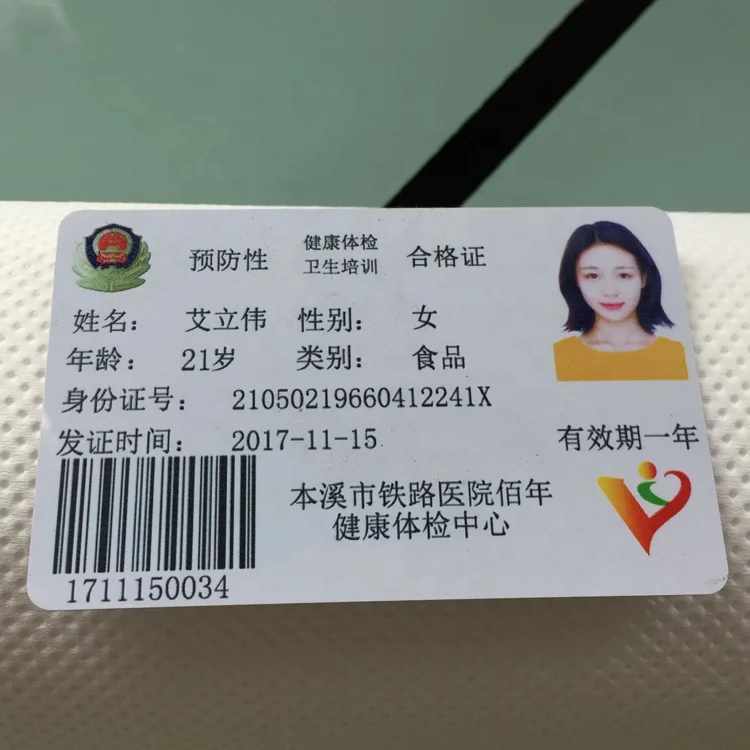 预防性 健康体检 卫生培训 合格证
姓名： 艾立伟 性别： 女
年龄： 21岁 类别： 食品
身份证号： 21050219660412241X
发证时间： 2017-11-15 有效期一年
本溪市铁路医院佰年
健康体检中心
1711150034